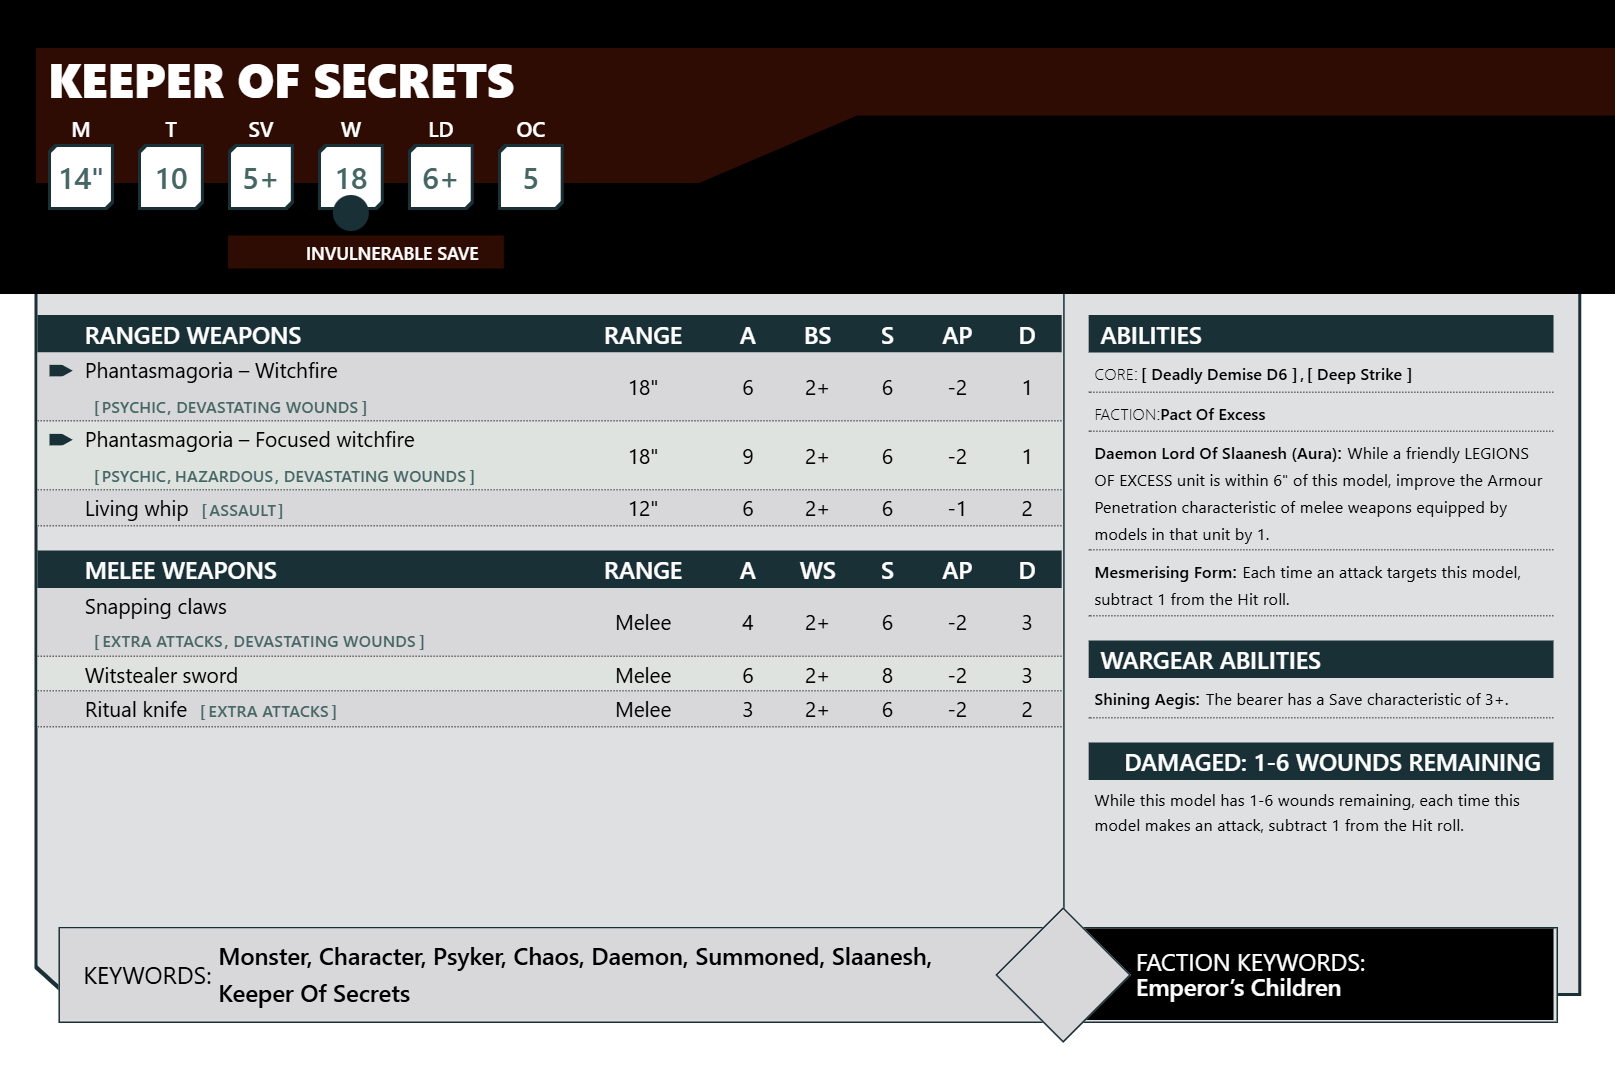 KEEPER OF SECRETS
M T SV W LD OC
14" 10 5+ 18 6+ 5
INVULNERABLE SAVE
RANGED WEAPONS RANGE A BS S AP D
Phantasmagoria – Witchfire
[PSYCHIC, DEVASTATING WOUNDS] 18" 6 2+ 6 -2 1
Phantasmagoria – Focused witchfire
[PSYCHIC, HAZARDOUS, DEVASTATING WOUNDS] 18" 9 2+ 6 -2 1
Living whip [ASSAULT] 12" 6 2+ 6 -1 2
MELEE WEAPONS RANGE A WS S AP D
Snapping claws
[EXTRA ATTACKS, DEVASTATING WOUNDS] Melee 4 2+ 6 -2 3
Witstealer sword Melee 6 2+ 8 -2 3
Ritual knife [EXTRA ATTACKS] Melee 3 2+ 6 -2 2
ABILITIES
CORE: [ Deadly Demise D6 ] , [ Deep Strike ]
FACTION:Pact Of Excess
Daemon Lord Of Slaanesh (Aura): While a friendly LEGIONS
OF EXCESS unit is within 6" of this model, improve the Armour
Penetration characteristic of melee weapons equipped by
models in that unit by 1.
Mesmerising Form: Each time an attack targets this model,
subtract 1 from the Hit roll.
WARGEAR ABILITIES
Shining Aegis: The bearer has a Save characteristic of 3+.
DAMAGED: 1-6 WOUNDS REMAINING
While this model has 1-6 wounds remaining, each time this
model makes an attack, subtract 1 from the Hit roll.
KEYWORDS: Monster, Character, Psyker, Chaos, Daemon, Summoned, Slaanesh,
Keeper Of Secrets
FACTION KEYWORDS:
Emperor’s Children